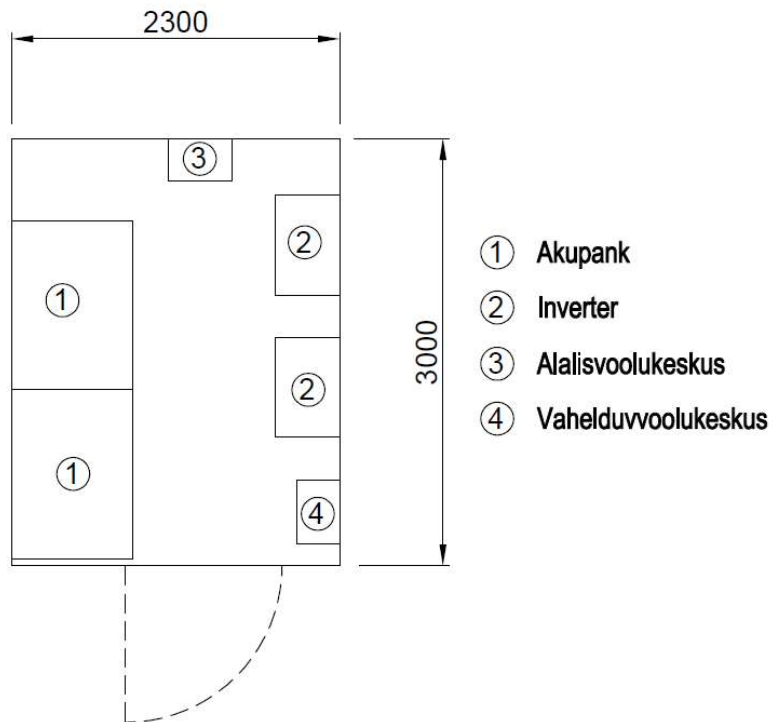 2300
3
2
1
3000
2
1
4
1 Akupank
2 Inverter
3 Alalisvoolukeskus
4 Vahelduvvoolukeskus